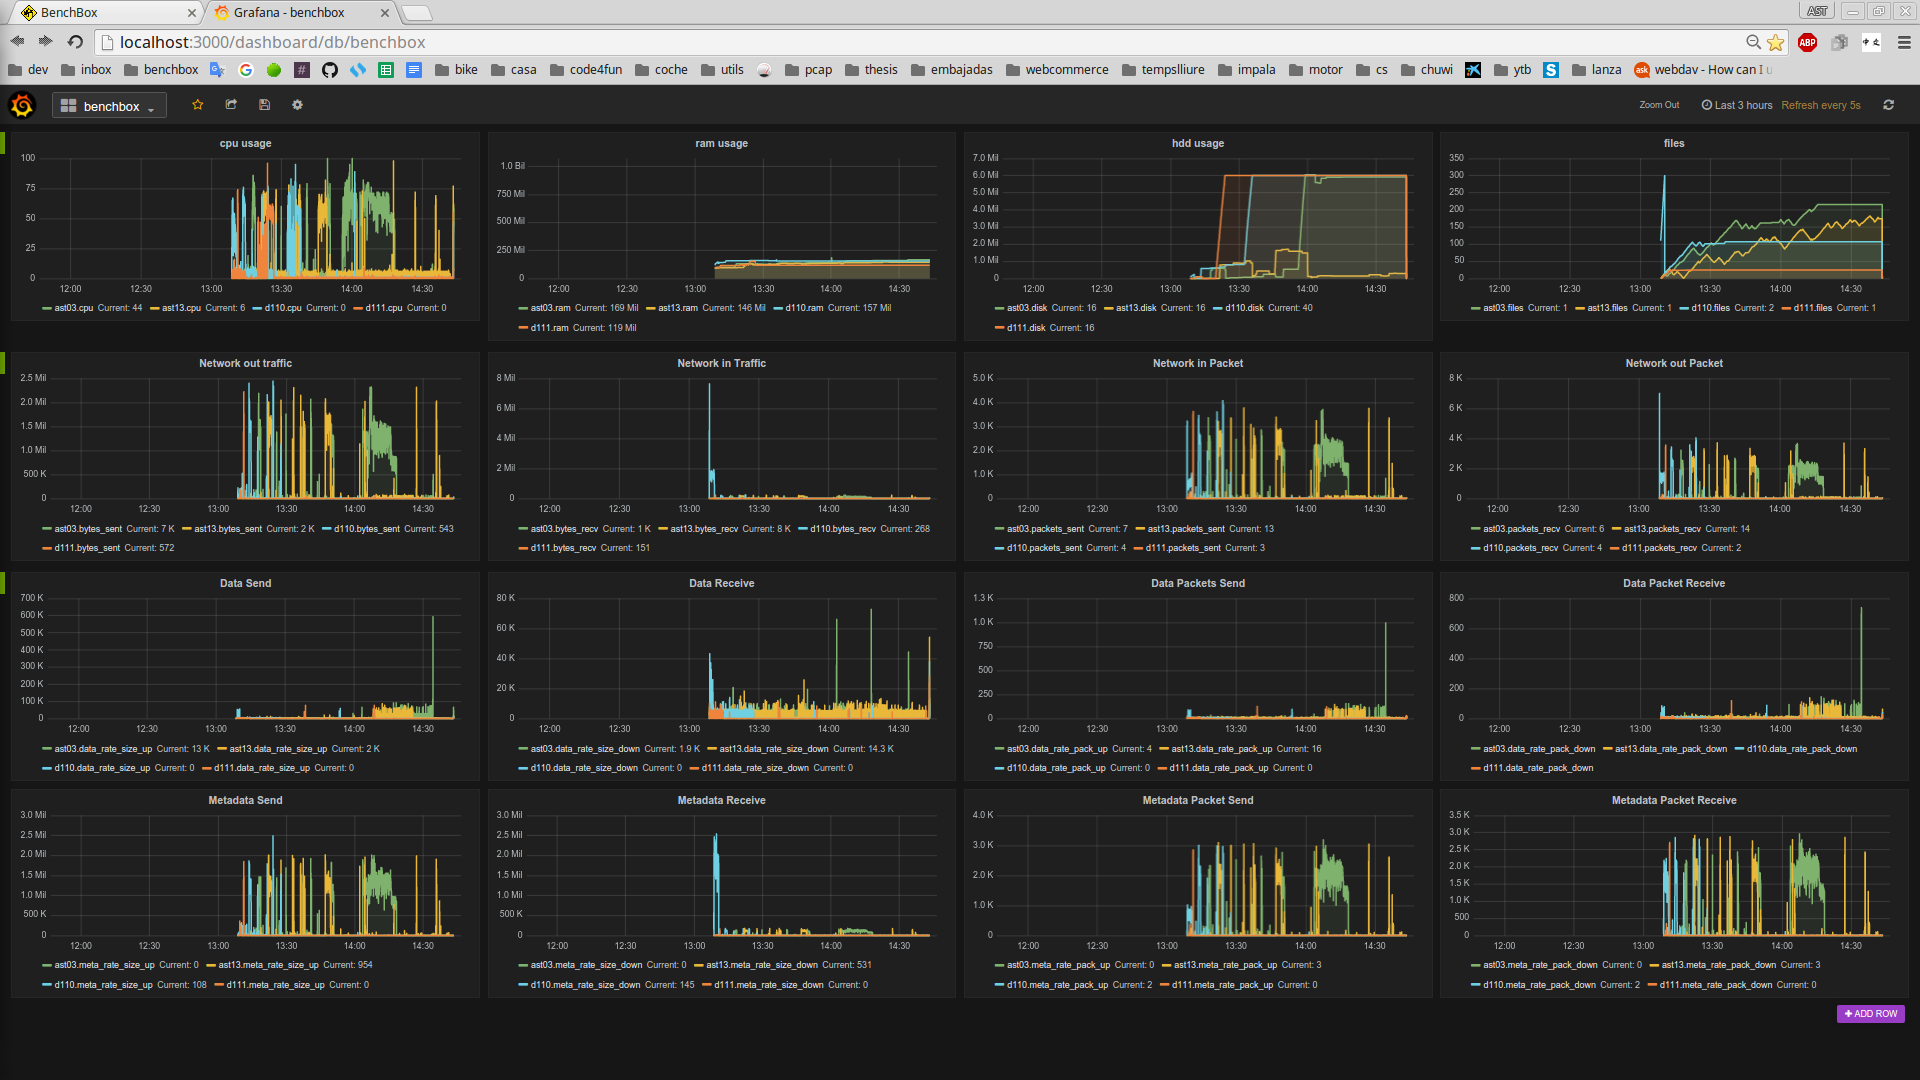 BenchBox
Grafana - benchbox
AST
localhost:3000/dashboard/db/benchbox
ABP
dev inbox benchbox bike casa code4fun coche utils pcap thesis embajadas webcommerce tempslliure impala motor cs chuwi ytb lanza webdav - How can I u
benchbox
Zoom Out Last 3 hours Refresh every 5s
cpu usage
100
75
50
25
0
12:00 12:30 13:00 13:30 14:00 14:30
ast03.cpu Current: 44 ast13.cpu Current: 6 d110.cpu Current: 0 d111.cpu Current: 0
ram usage
1.0 Bil
750 Mil
500 Mil
250 Mil
0
12:00 12:30 13:00 13:30 14:00 14:30
ast03.ram Current: 169 Mil ast13.ram Current: 146 Mil d110.ram Current: 157 Mil
d111.ram Current: 119 Mil
hdd usage
7.0 Mil
6.0 Mil
5.0 Mil
4.0 Mil
3.0 Mil
2.0 Mil
1.0 Mil
0
12:00 12:30 13:00 13:30 14:00 14:30
ast03.disk Current: 16 ast13.disk Current: 16 d110.disk Current: 40
d111.disk Current: 16
files
350
300
250
200
150
100
50
0
12:00 12:30 13:00 13:30 14:00 14:30
ast03.files Current: 1 ast13.files Current: 1 d110.files Current: 2 d111.files Current: 1
Network out traffic
2.5 Mil
2.0 Mil
1.5 Mil
1.0 Mil
500 K
0
12:00 12:30 13:00 13:30 14:00 14:30
ast03.bytes_sent Current: 7 K ast13.bytes_sent Current: 2 K d110.bytes_sent Current: 543
d111.bytes_sent Current: 572
Network in Traffic
8 Mil
6 Mil
4 Mil
2 Mil
0
12:00 12:30 13:00 13:30 14:00 14:30
ast03.bytes_recv Current: 1 K ast13.bytes_recv Current: 8 K d110.bytes_recv Current: 268
d111.bytes_recv Current: 151
Network in Packet
5.0 K
4.0 K
3.0 K
2.0 K
1.0 K
0
12:00 12:30 13:00 13:30 14:00 14:30
ast03.packets_sent Current: 7 ast13.packets_sent Current: 13
d110.packets_sent Current: 4 d111.packets_sent Current: 3
Network out Packet
8 K
6 K
4 K
2 K
0
12:00 12:30 13:00 13:30 14:00 14:30
ast03.packets_recv Current: 6 ast13.packets_recv Current: 14
d110.packets_recv Current: 4 d111.packets_recv Current: 2
Data Send
700 K
600 K
500 K
400 K
300 K
200 K
100 K
0
12:00 12:30 13:00 13:30 14:00 14:30
ast03.data_rate_size_up Current: 13 K ast13.data_rate_size_up Current: 2 K
d110.data_rate_size_up Current: 0 d111.data_rate_size_up Current: 0
Data Receive
80 K
60 K
40 K
20 K
0
12:00 12:30 13:00 13:30 14:00 14:30
ast03.data_rate_size_down Current: 1.9 K ast13.data_rate_size_down Current: 14.3 K
d110.data_rate_size_down Current: 0 d111.data_rate_size_down Current: 0
Data Packets Send
1.3 K
1.0 K
750
500
250
0
12:00 12:30 13:00 13:30 14:00 14:30
ast03.data_rate_pack_up Current: 4 ast13.data_rate_pack_up Current: 16
d110.data_rate_pack_up Current: 0 d111.data_rate_pack_up Current: 0
Data Packet Receive
800
600
400
200
0
12:00 12:30 13:00 13:30 14:00 14:30
ast03.data_rate_pack_down ast13.data_rate_pack_down d110.data_rate_pack_down
d111.data_rate_pack_down
Metadata Send
3.0 Mil
2.5 Mil
2.0 Mil
1.5 Mil
1.0 Mil
500 K
0
12:00 12:30 13:00 13:30 14:00 14:30
ast03.meta_rate_size_up Current: 0 ast13.meta_rate_size_up Current: 954
d110.meta_rate_size_up Current: 108 d111.meta_rate_size_up Current: 0
Metadata Receive
3.0 Mil
2.5 Mil
2.0 Mil
1.5 Mil
1.0 Mil
500 K
0
12:00 12:30 13:00 13:30 14:00 14:30
ast03.meta_rate_size_down Current: 0 ast13.meta_rate_size_down Current: 531
d110.meta_rate_size_down Current: 145 d111.meta_rate_size_down Current: 0
Metadata Packet Send
4.0 K
3.0 K
2.0 K
1.0 K
0
12:00 12:30 13:00 13:30 14:00 14:30
ast03.meta_rate_pack_up Current: 0 ast13.meta_rate_pack_up Current: 3
d110.meta_rate_pack_up Current: 2 d111.meta_rate_pack_up Current: 0
Metadata Packet Receive
3.5 K
3.0 K
2.5 K
2.0 K
1.5 K
1.0 K
500
0
12:00 12:30 13:00 13:30 14:00 14:30
ast03.meta_rate_pack_down Current: 0 ast13.meta_rate_pack_down Current: 3
d110.meta_rate_pack_down Current: 2 d111.meta_rate_pack_down Current: 0
+ ADD ROW